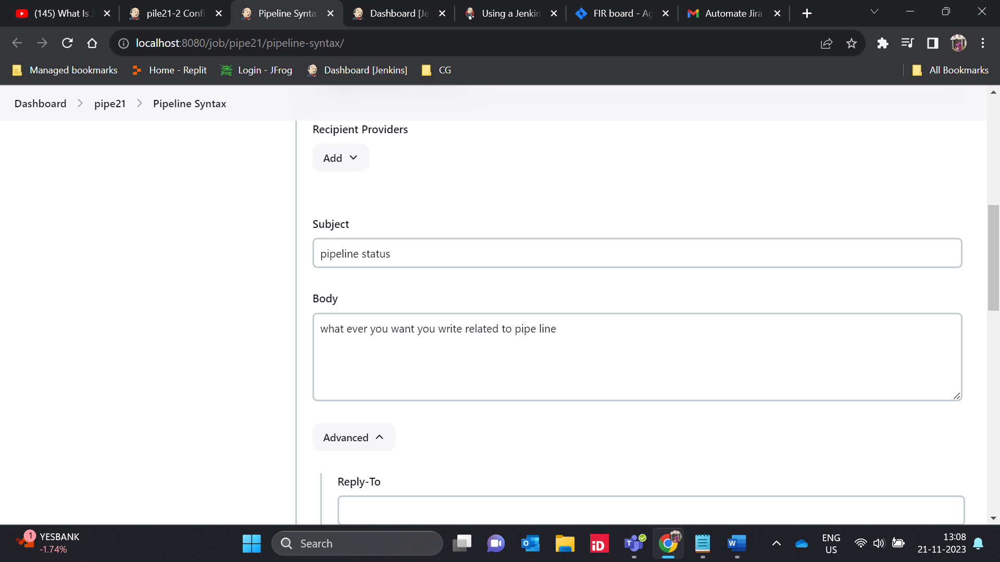 (145) What Is J
pile21-2 Confi
Pipeline Synta
Dashboard [Je
Using a Jenkin
FIR board - Ag
Automate Jira
localhost:8080/job/pipe21/pipeline-syntax/
Managed bookmarks
Home - Replit
Login - JFrog
Dashboard [Jenkins]
CG
All Bookmarks
Dashboard
pipe21
Pipeline Syntax
Recipient Providers
Add
Subject
pipeline status
Body
what ever you want you write related to pipe line
Advanced
Reply-To
1
YESBANK
-1.74%
Search
iD
ENG
US
13:08
21-11-2023